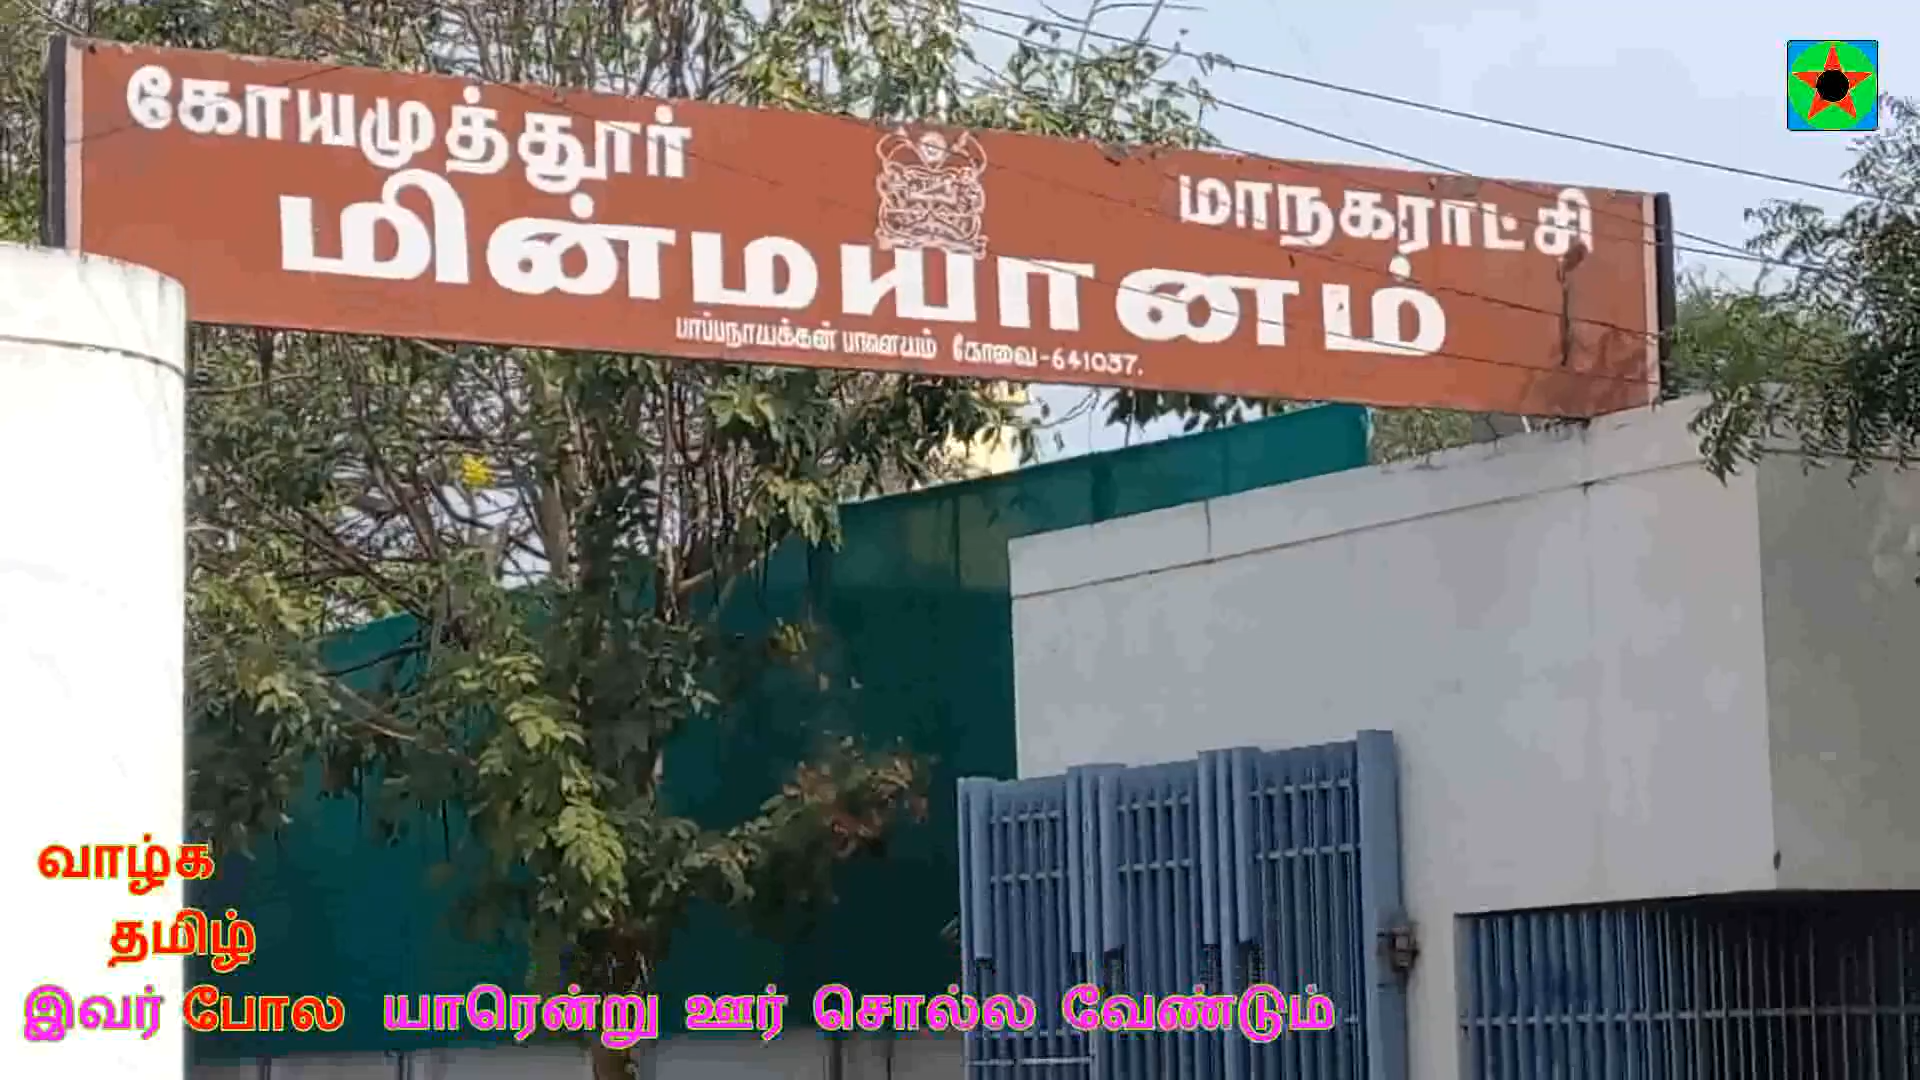 கோயமுத்தூர் மாநகராட்சி
மின்மயானம்
பாப்பநாயக்கன் பாளையம் கோவை-641037.
வாழ்க
தமிழ்
இவர் போல யாரென்று ஊர் சொல்ல வேண்டும்